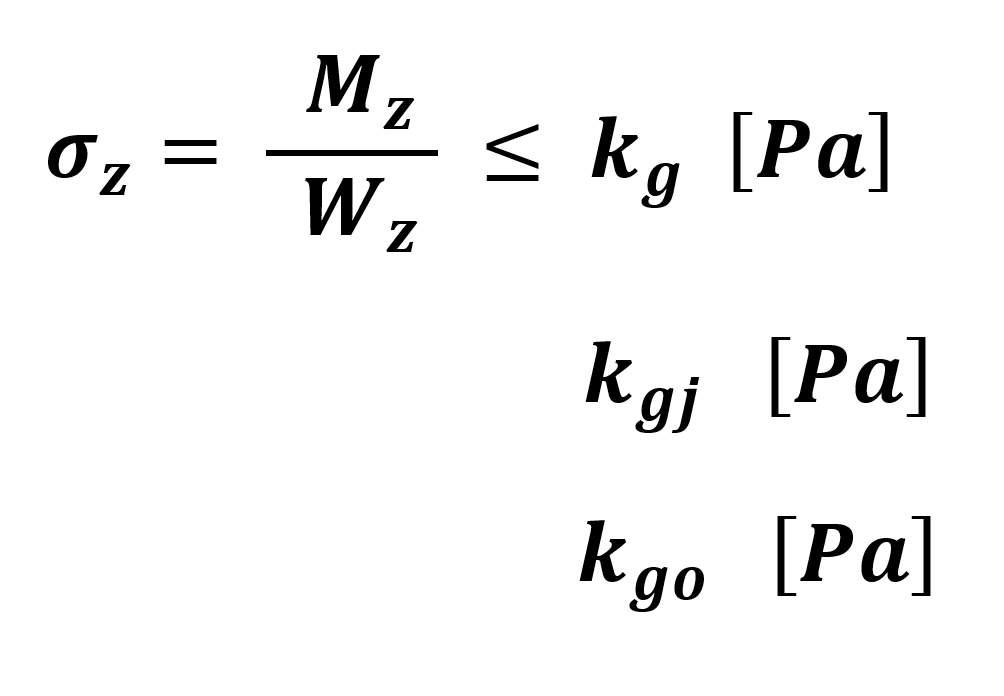 σ_z = M_z / W_z ≤ k_g [Pa]
k_gj [Pa]
k_go [Pa]